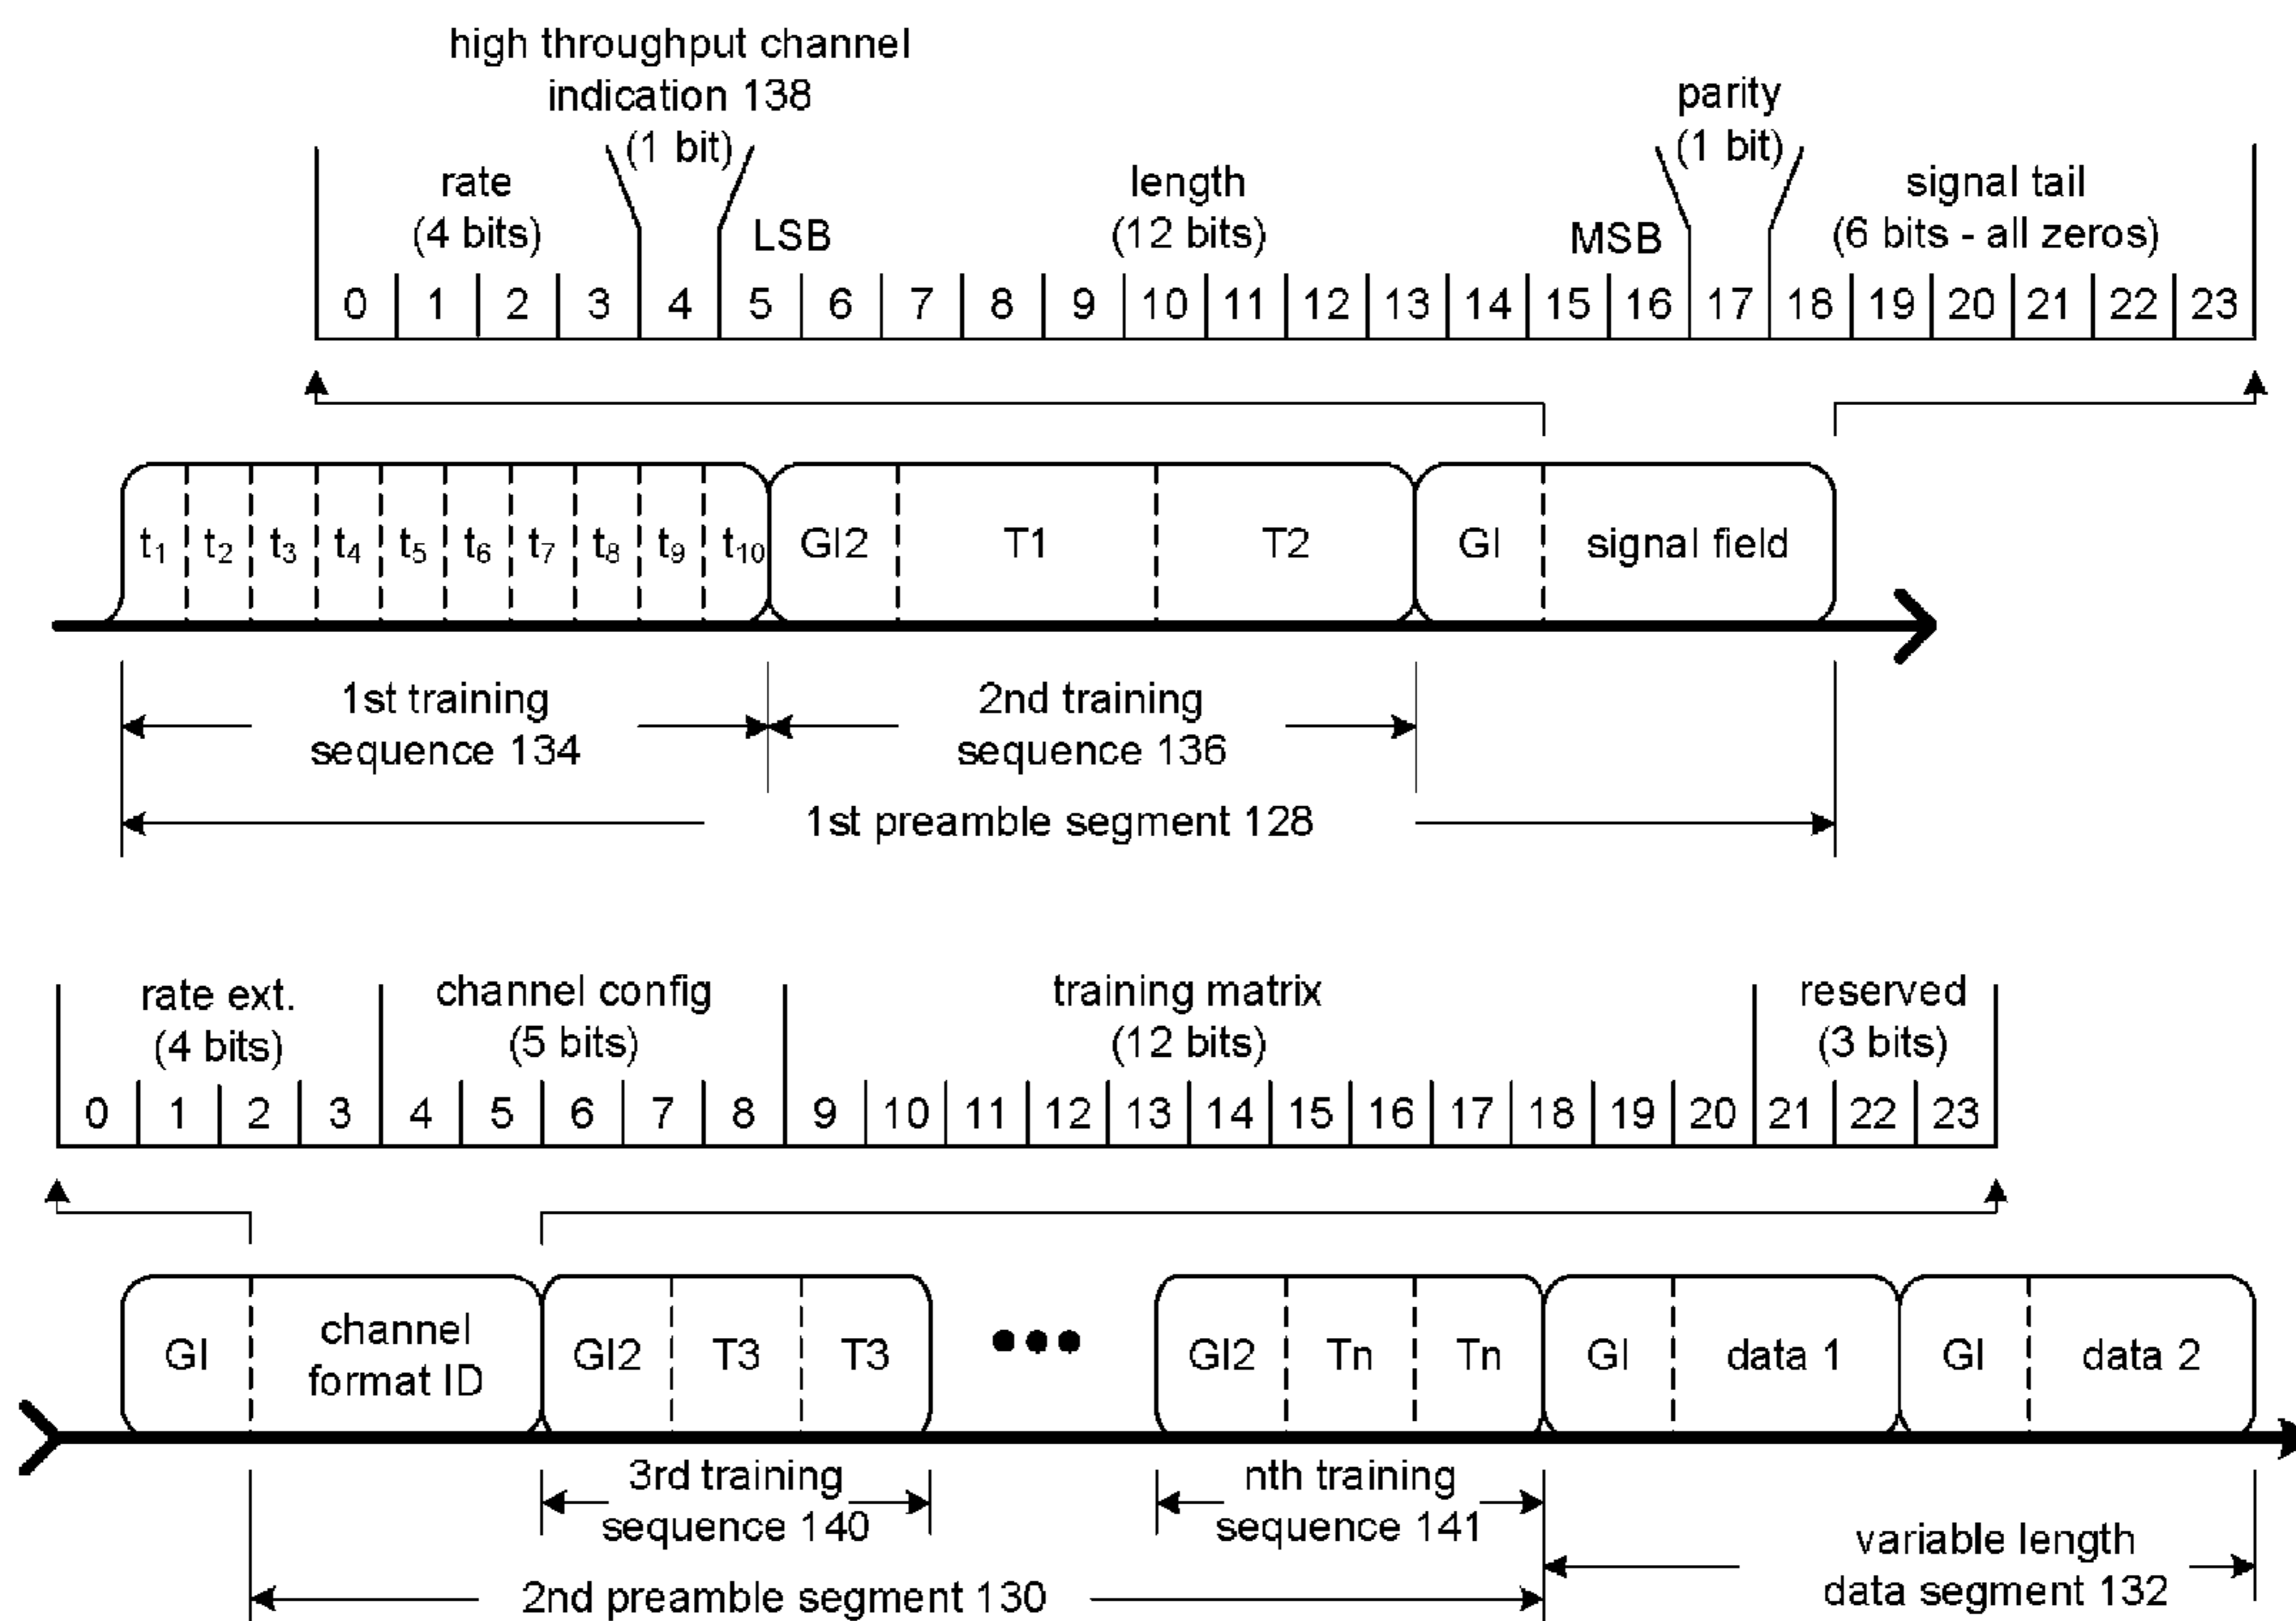 high throughput channel
indication 138
(1 bit)
parity
(1 bit)
rate
(4 bits)
LSB
length
(12 bits)
MSB
signal tail
(6 bits - all zeros)
0 1 2 3 4 5 6 7 8 9 10 11 12 13 14 15 16 17 18 19 20 21 22 23
t1 t2 t3 t4 t5 t6 t7 t8 t9 t10 GI2 T1 T2 GI signal field
1st training
sequence 134
2nd training
sequence 136
1st preamble segment 128
rate ext.
(4 bits)
channel config
(5 bits)
training matrix
(12 bits)
reserved
(3 bits)
0 1 2 3 4 5 6 7 8 9 10 11 12 13 14 15 16 17 18 19 20 21 22 23
GI
channel
format ID
GI2 T3 T3 GI2 Tn Tn GI data 1 GI data 2
3rd training
sequence 140
nth training
sequence 141
2nd preamble segment 130
variable length
data segment 132